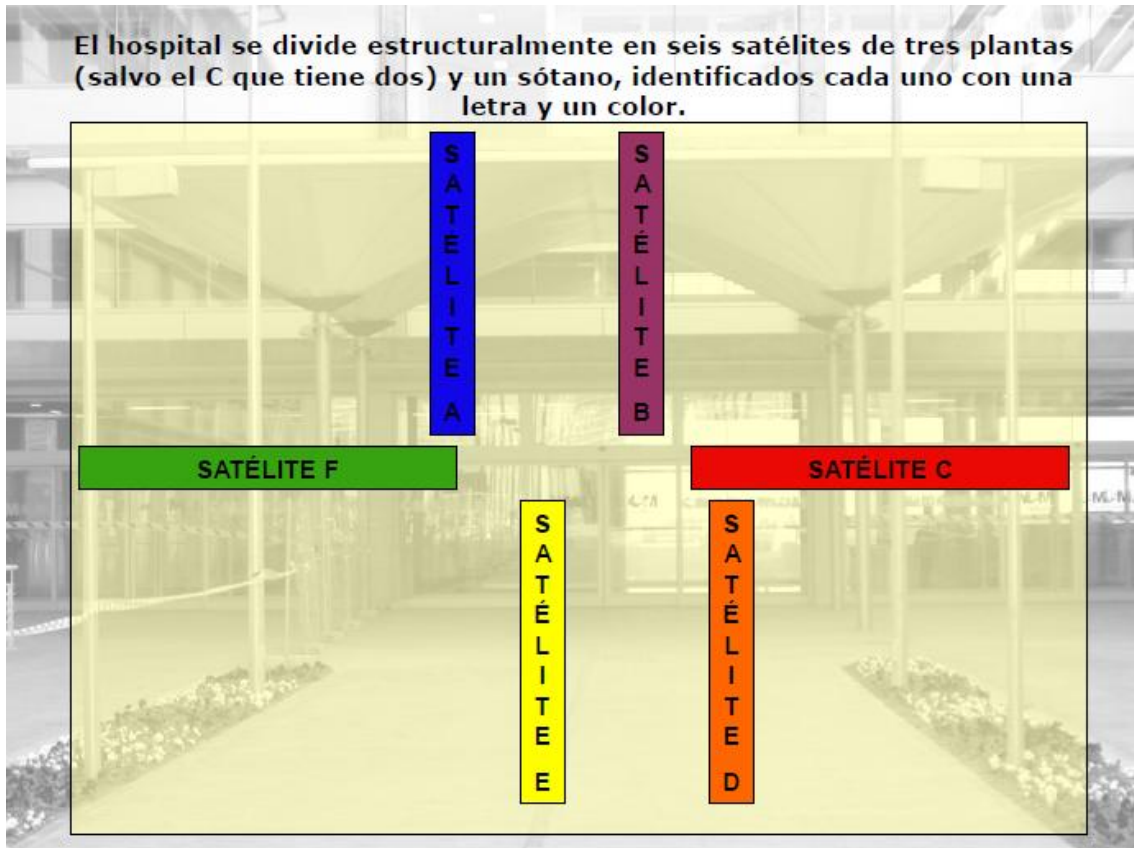 El hospital se divide estructuralmente en seis satélites de tres plantas
(salvo el C que tiene dos) y un sótano, identificados cada uno con una
letra y un color.
SATÉLITE A
SATÉLITE B
SATÉLITE F
SATÉLITE C
SATÉLITE E
SATÉLITE D